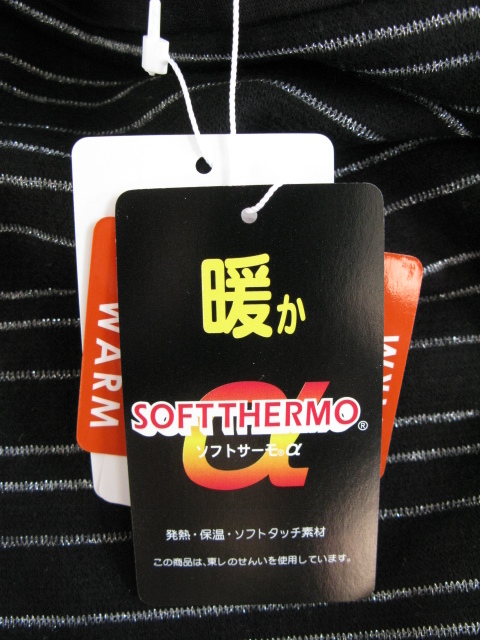 暖か
α
SOFT THERMO®
ソフトサーモ®α
発熱・保温・ソフトタッチ素材
この商品は、東レのせんいを使用しています。
WARM